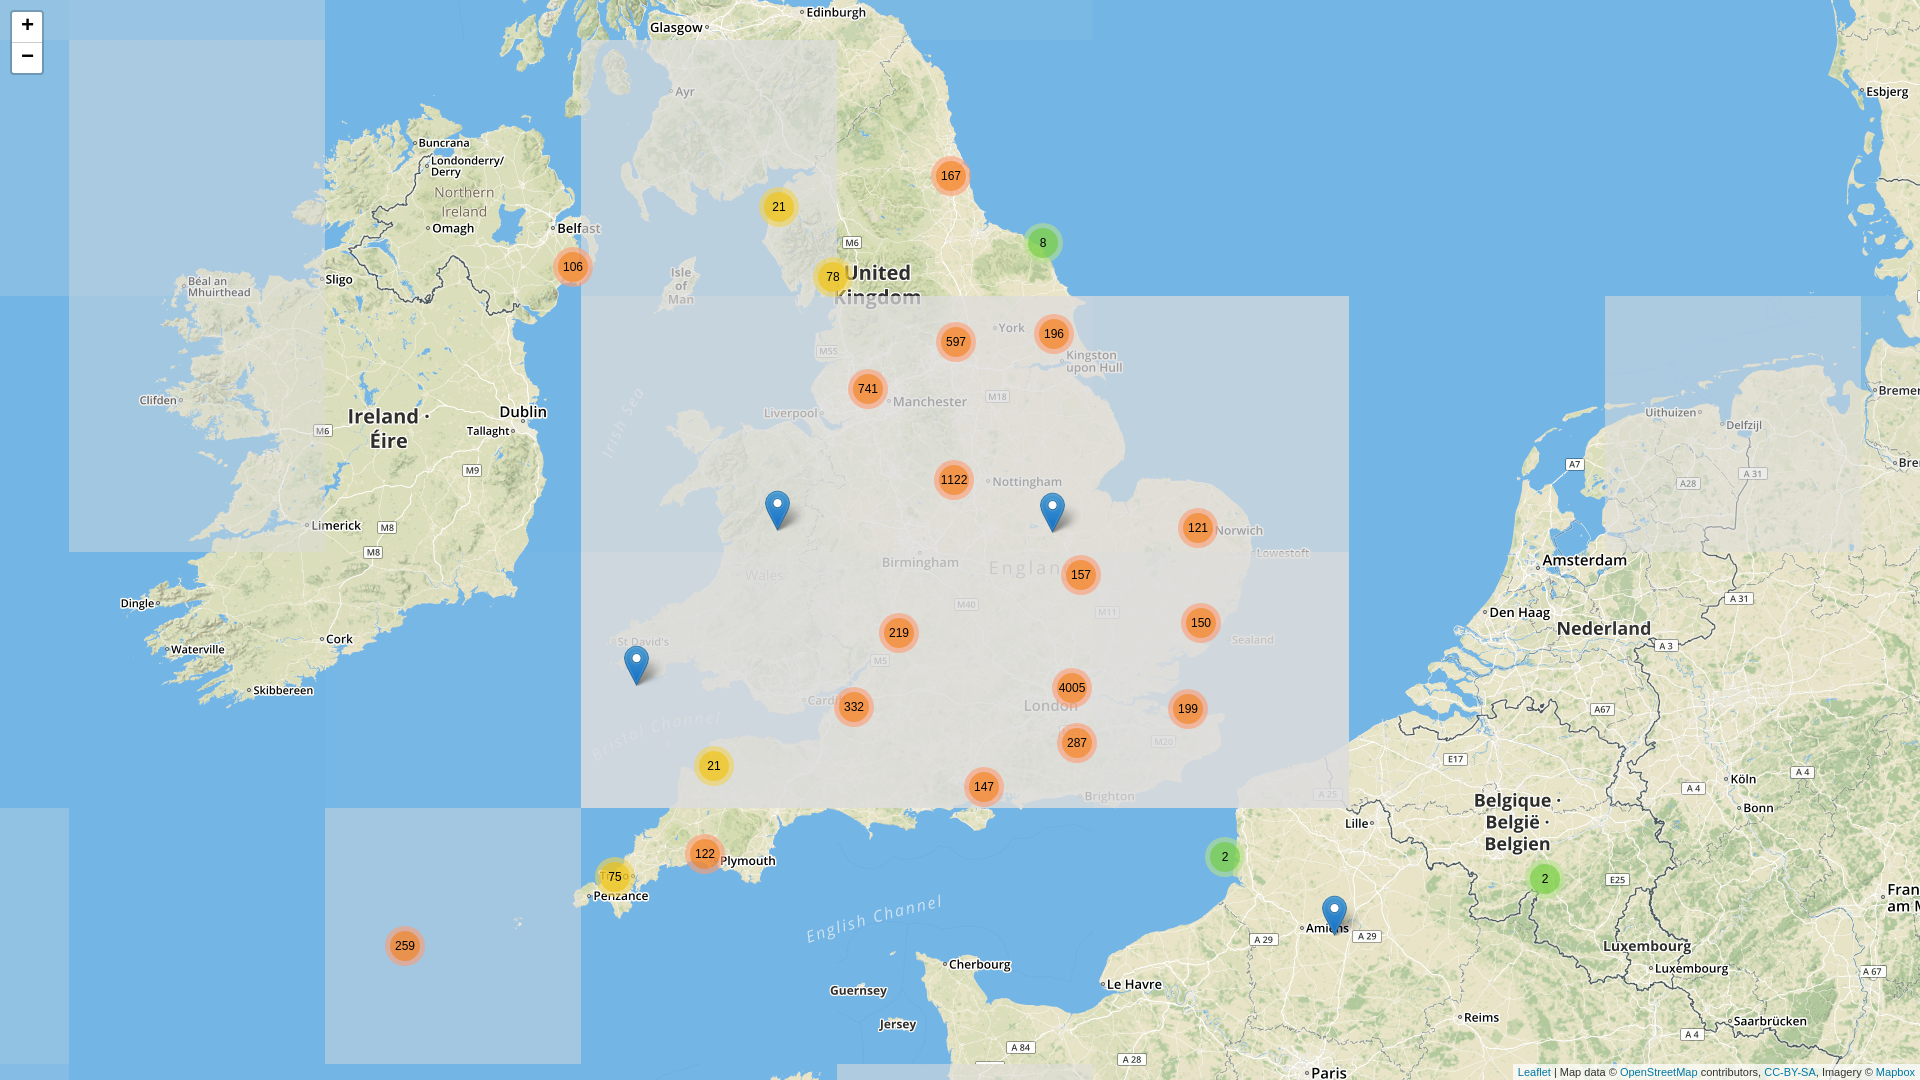 +
−
Edinburgh
Glasgow
Esbjerg
Ayr
Buncrana
Londonderry/
Derry
167
Northern
Ireland
21
Omagh
Belfast
M6
8
106
Isle
of
Man
78
United
Kingdom
Sligo
Béal an
Mhuirthead
York
196
597
M55
Kingston
upon Hull
741
Bremer
Clifden
M18
Manchester
Liverpool
Dublin
Uithuizen
Ireland ·
Éire
Delfzijl
Tallaght
M6
Irish Sea
A7
Bre
M9
A 31
1122
Nottingham
A28
Limerick
M8
121
Norwich
M8
Lowestoft
Birmingham
Amsterdam
Wales
Englan
157
Dingle
M40
M11
A 31
Den Haag
150
Nederland
219
Cork
St David's
Sealand
Waterville
A 3
M5
Skibbereen
4005
Cardi
332
London
199
A67
Bristol Channel
287
M20
E17
21
A 4
Köln
147
Brighton
A 25
A 4
Belgique ·
België ·
Belgien
Bonn
Lille
122
Plymouth
2
75
2
E25
Penzance
Fran
am M
English Channel
Amiens
A 29
A 29
259
Luxembourg
Cherbourg
Luxembourg
A 67
Le Havre
Guernsey
Reims
Jersey
Saarbrücken
A 4
A 84
A 28
Paris
Leaflet | Map data © OpenStreetMap contributors, CC-BY-SA, Imagery © Mapbox